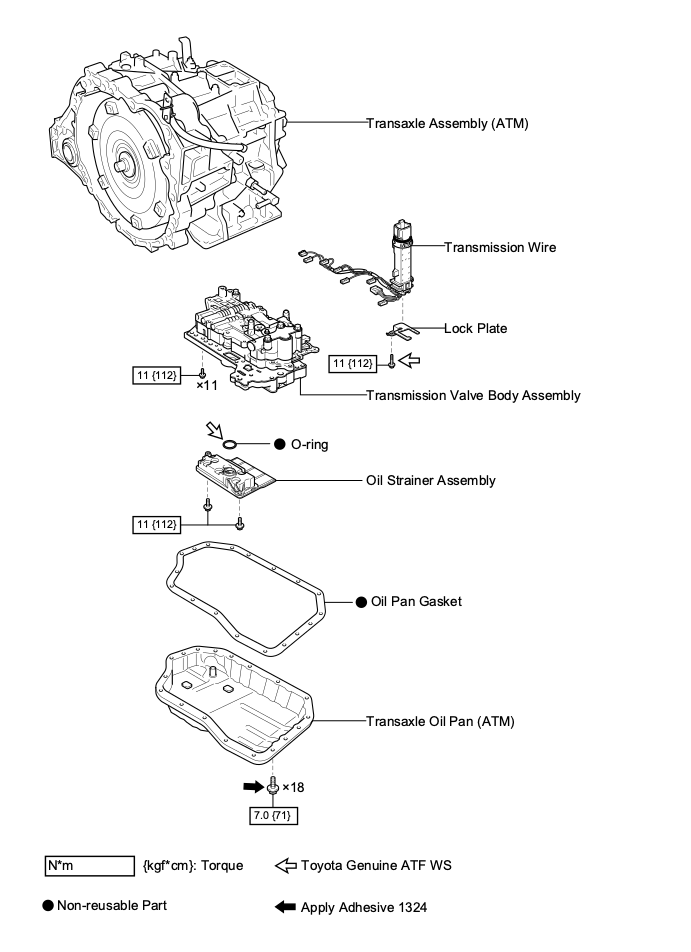 Transaxle Assembly (ATM)
Transmission Wire
Lock Plate
11 {112}
11 {112}
×11
Transmission Valve Body Assembly
O-ring
Oil Strainer Assembly
11 {112}
Oil Pan Gasket
Transaxle Oil Pan (ATM)
×18
7.0 {71}
N*m {kgf*cm}: Torque
Toyota Genuine ATF WS
Non-reusable Part
Apply Adhesive 1324